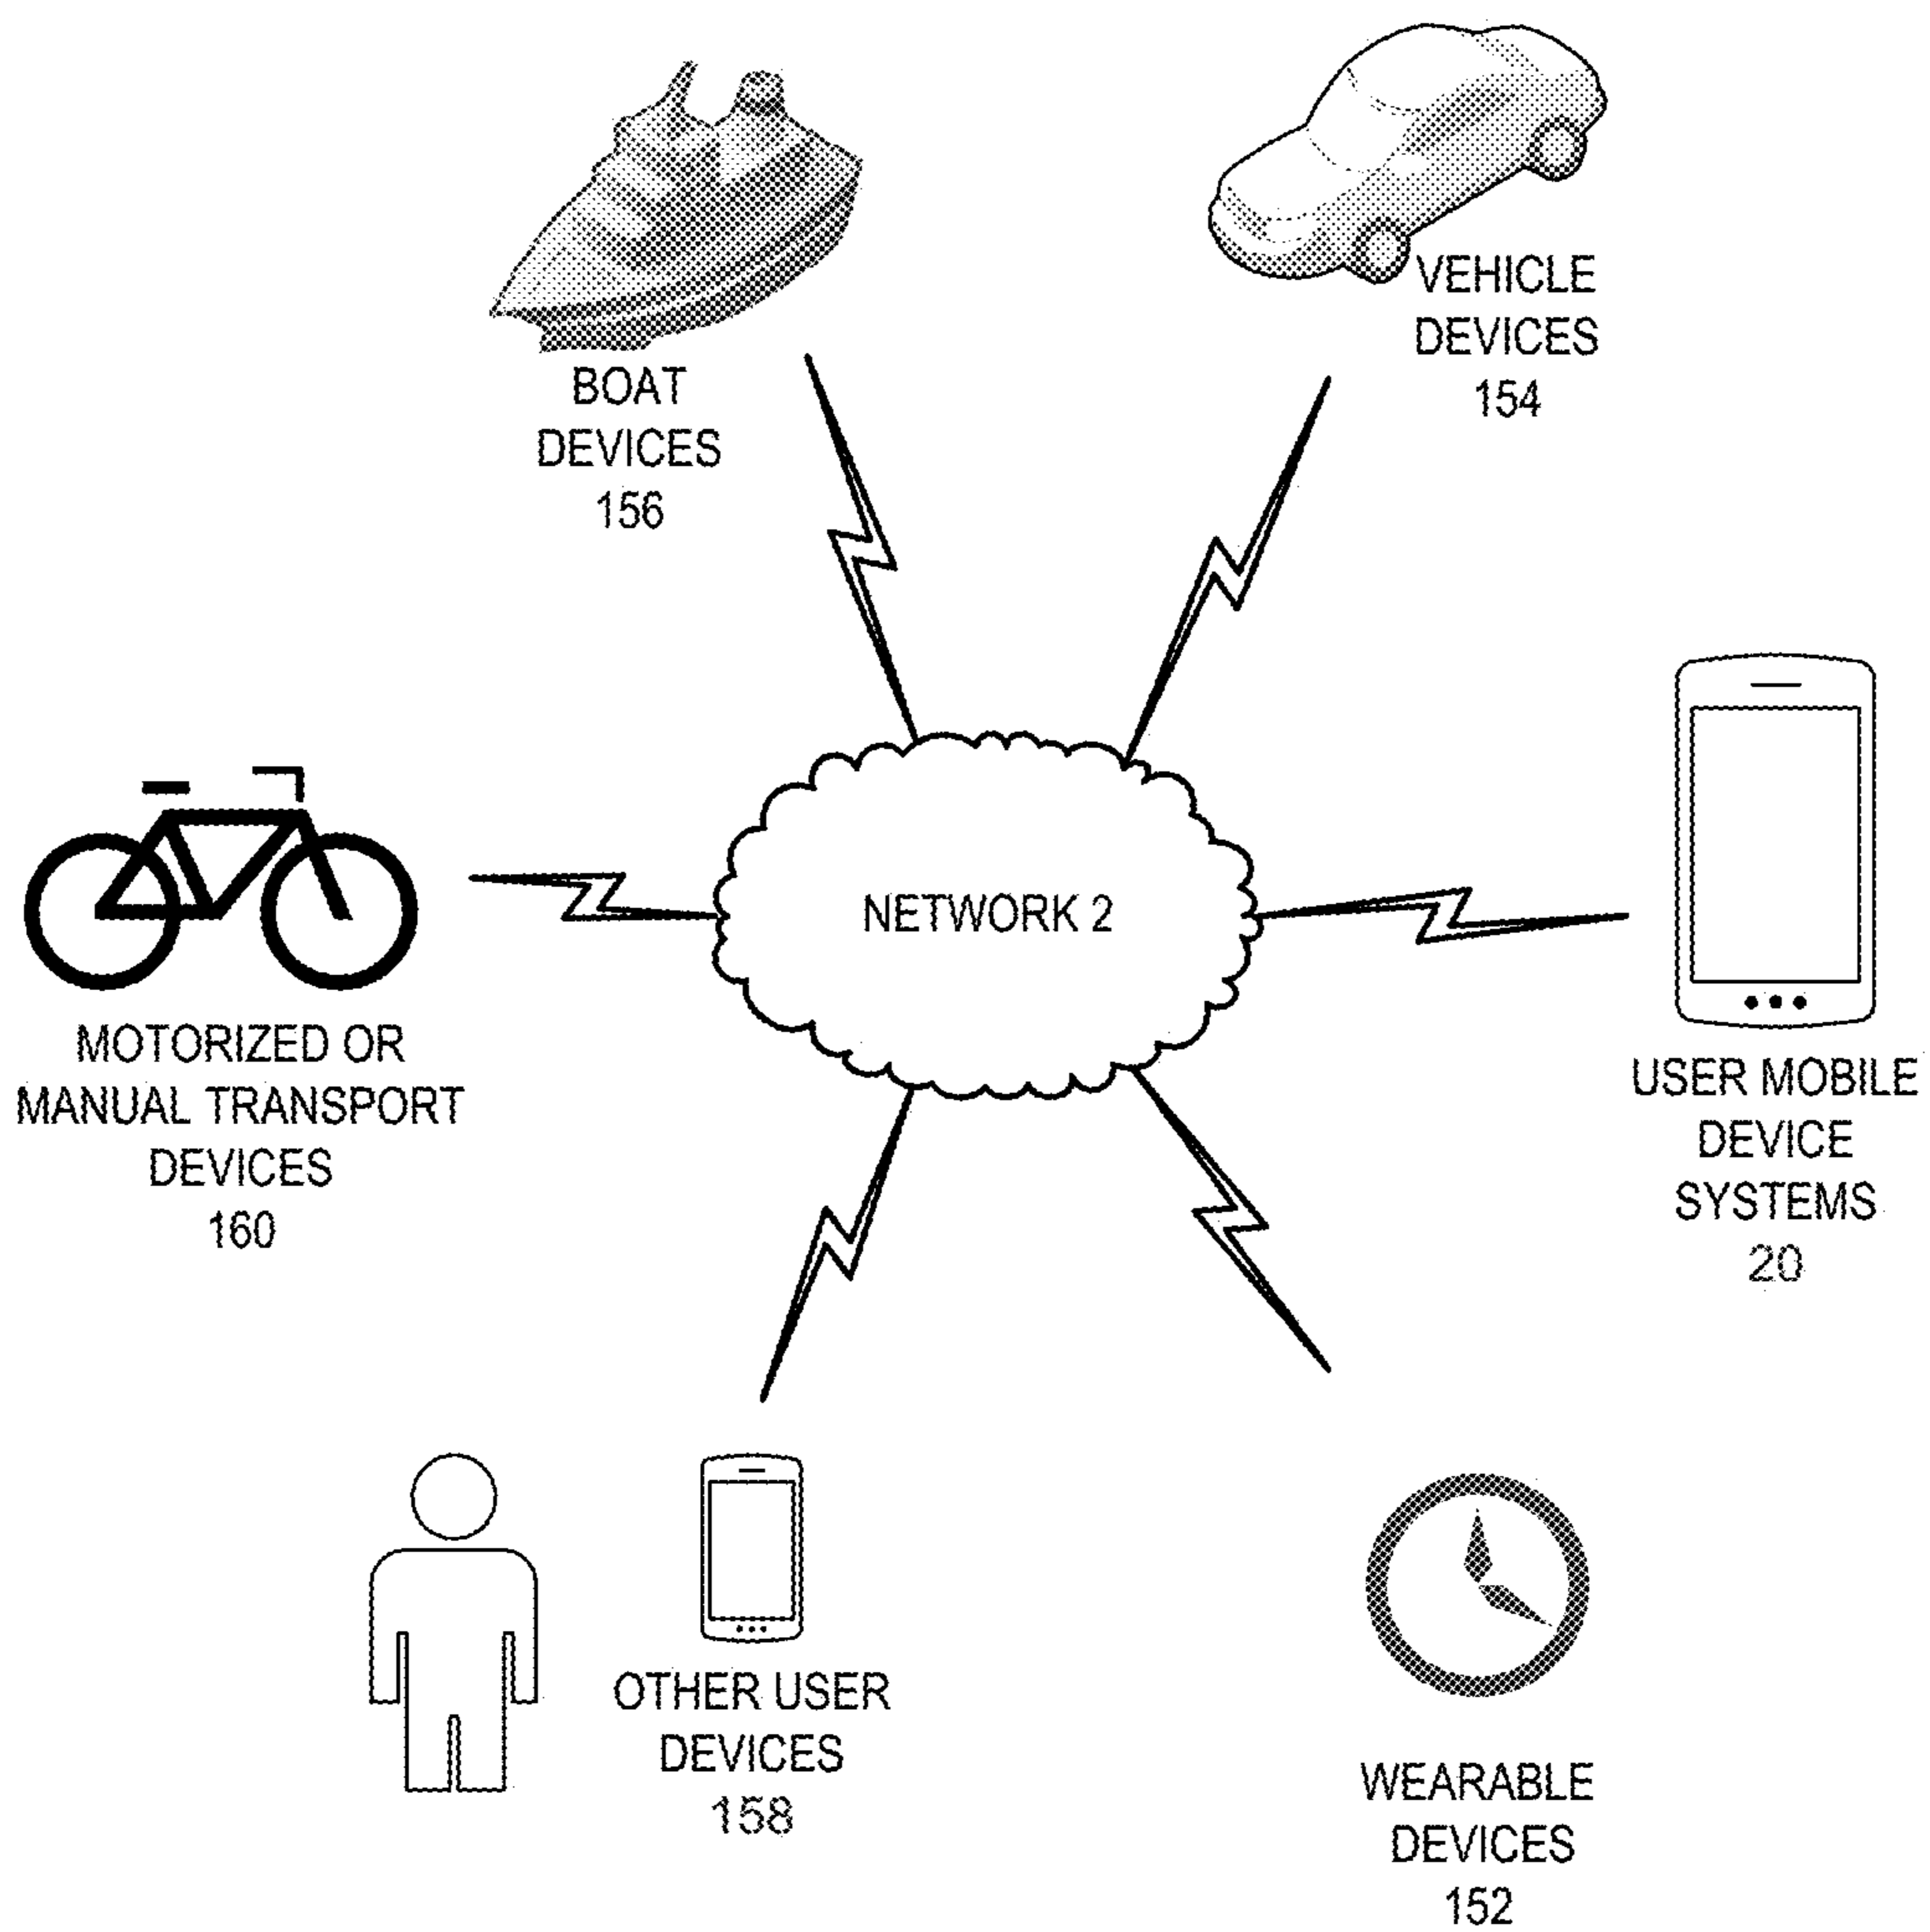 BOAT
DEVICES
156
VEHICLE
DEVICES
154
NETWORK 2
MOTORIZED OR
MANUAL TRANSPORT
DEVICES
160
USER MOBILE
DEVICE
SYSTEMS
20
OTHER USER
DEVICES
158
WEARABLE
DEVICES
152